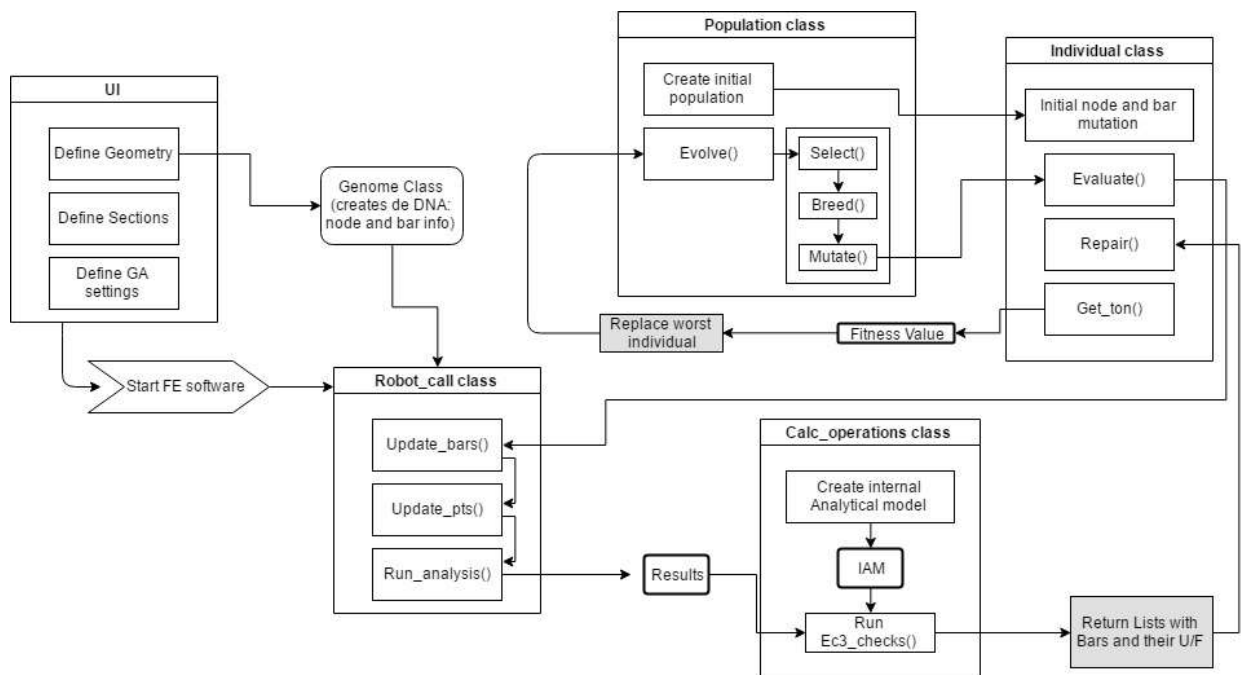 UI
Define Geometry
Define Sections
Define GA
settings
Start FE software
Genome Class
(creates de DNA:
node and bar info)
Robot_call class
Update_bars()
Update_pts()
Run_analysis()
Population class
Create initial
population
Evolve()
Select()
Breed()
Mutate()
Replace worst
individual
Fitness Value
Individual class
Initial node and bar
mutation
Evaluate()
Repair()
Get_ton()
Results
Calc_operations class
Create internal
Analytical model
IAM
Run
Ec3_checks()
Return Lists with
Bars and their U/F